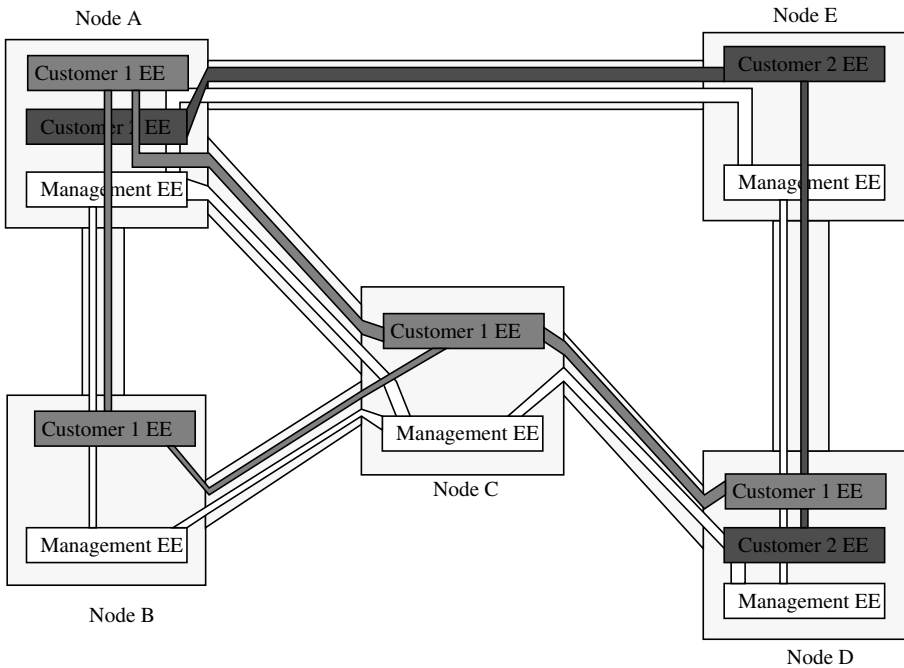 Node A
Customer 1 EE
Customer 2 EE
Management EE
Node E
Customer 2 EE
Management EE
Customer 1 EE
Management EE
Node C
Customer 1 EE
Management EE
Node B
Customer 1 EE
Customer 2 EE
Management EE
Node D